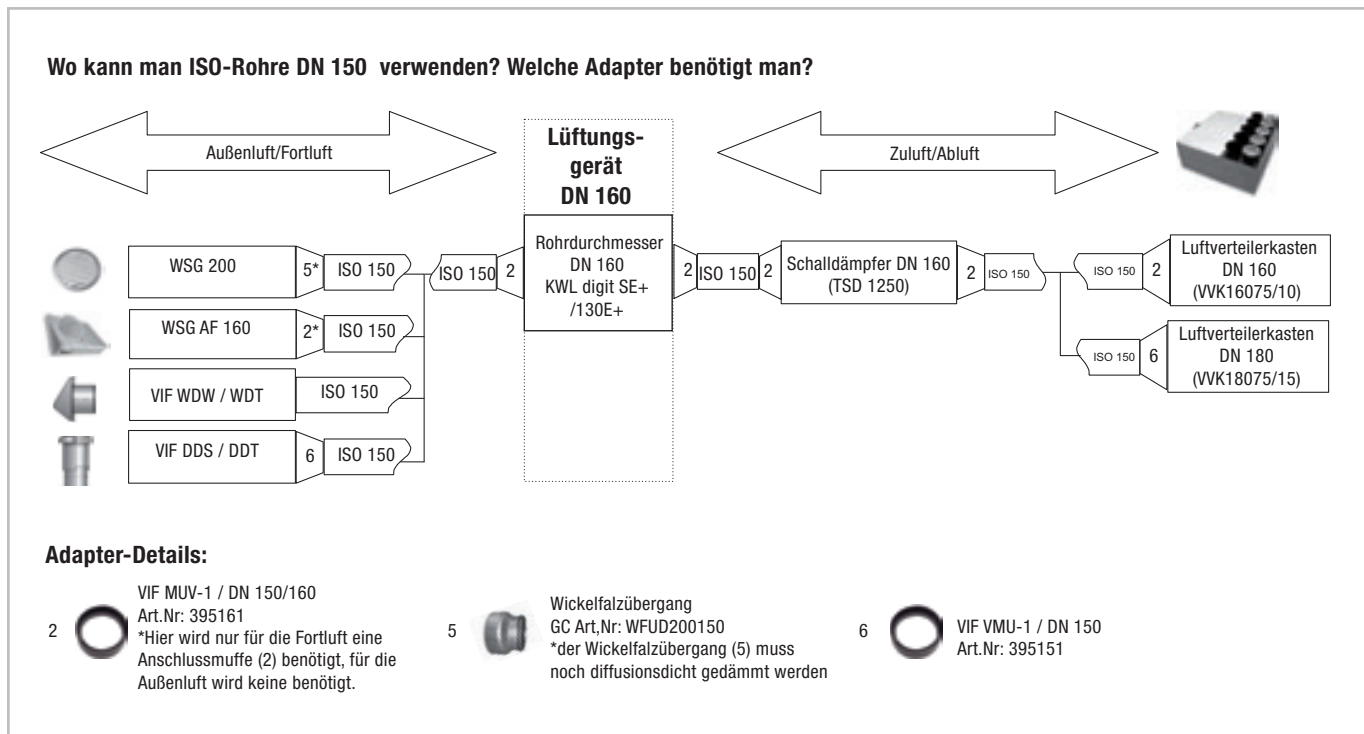 Wo kann man ISO-Rohre DN 150 verwenden? Welche Adapter benötigt man?
Außenluft/Fortluft
Lüftungs-
gerät
DN 160
Zuluft/Abluft
WSG 200
5*
ISO 150
ISO 150
2
Rohrdurchmesser
DN 160
KWL digit SE+
/130E+
2
ISO 150
2
Schalldämpfer DN 160
(TSD 1250)
2
ISO 150
ISO 150
2
Luftverteilerkasten
DN 160
(VVK16075/10)
WSG AF 160
2*
ISO 150
ISO 150
6
Luftverteilerkasten
DN 180
(VVK18075/15)
VIF WDW / WDT
ISO 150
VIF DDS / DDT
6
ISO 150
Adapter-Details:
2
VIF MUV-1 / DN 150/160
Art.Nr: 395161
*Hier wird nur für die Fortluft eine
Anschlussmuffe (2) benötigt, für die
Außenluft wird keine benötigt.
5
Wickelfalzübergang
GC Art,Nr: WFUD200150
*der Wickelfalzübergang (5) muss
noch diffusionsdicht gedämmt werden
6
VIF VMU-1 / DN 150
Art.Nr: 395151